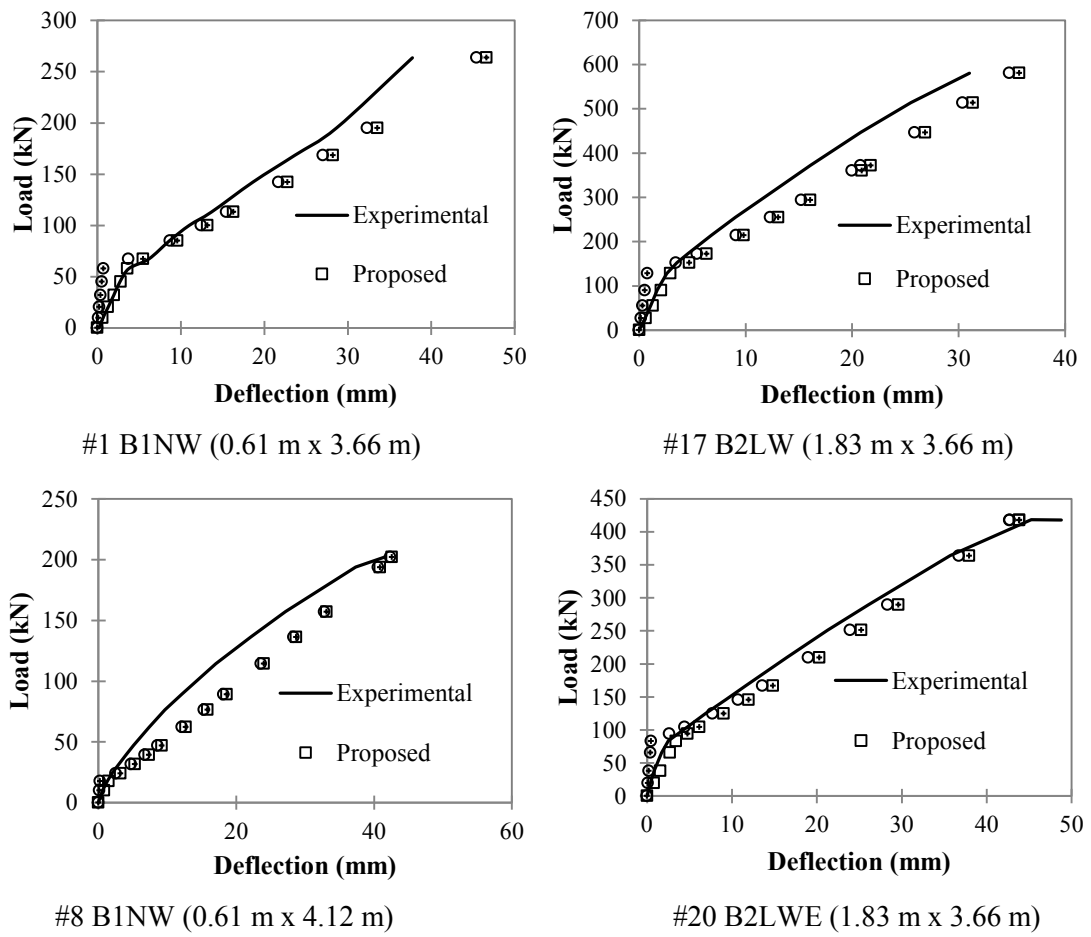 300
250
200
150
100
50
0
Load (kN)
0 10 20 30 40 50
Deflection (mm)
Experimental
Proposed
#1 B1NW (0.61 m x 3.66 m)
700
600
500
400
300
200
100
0
Load (kN)
0 10 20 30 40
Deflection (mm)
Experimental
Proposed
#17 B2LW (1.83 m x 3.66 m)
250
200
150
100
50
0
Load (kN)
0 20 40 60
Deflection (mm)
Experimental
Proposed
#8 B1NW (0.61 m x 4.12 m)
450
400
350
300
250
200
150
100
50
0
Load (kN)
0 10 20 30 40 50
Deflection (mm)
Experimental
Proposed
#20 B2LWE (1.83 m x 3.66 m)